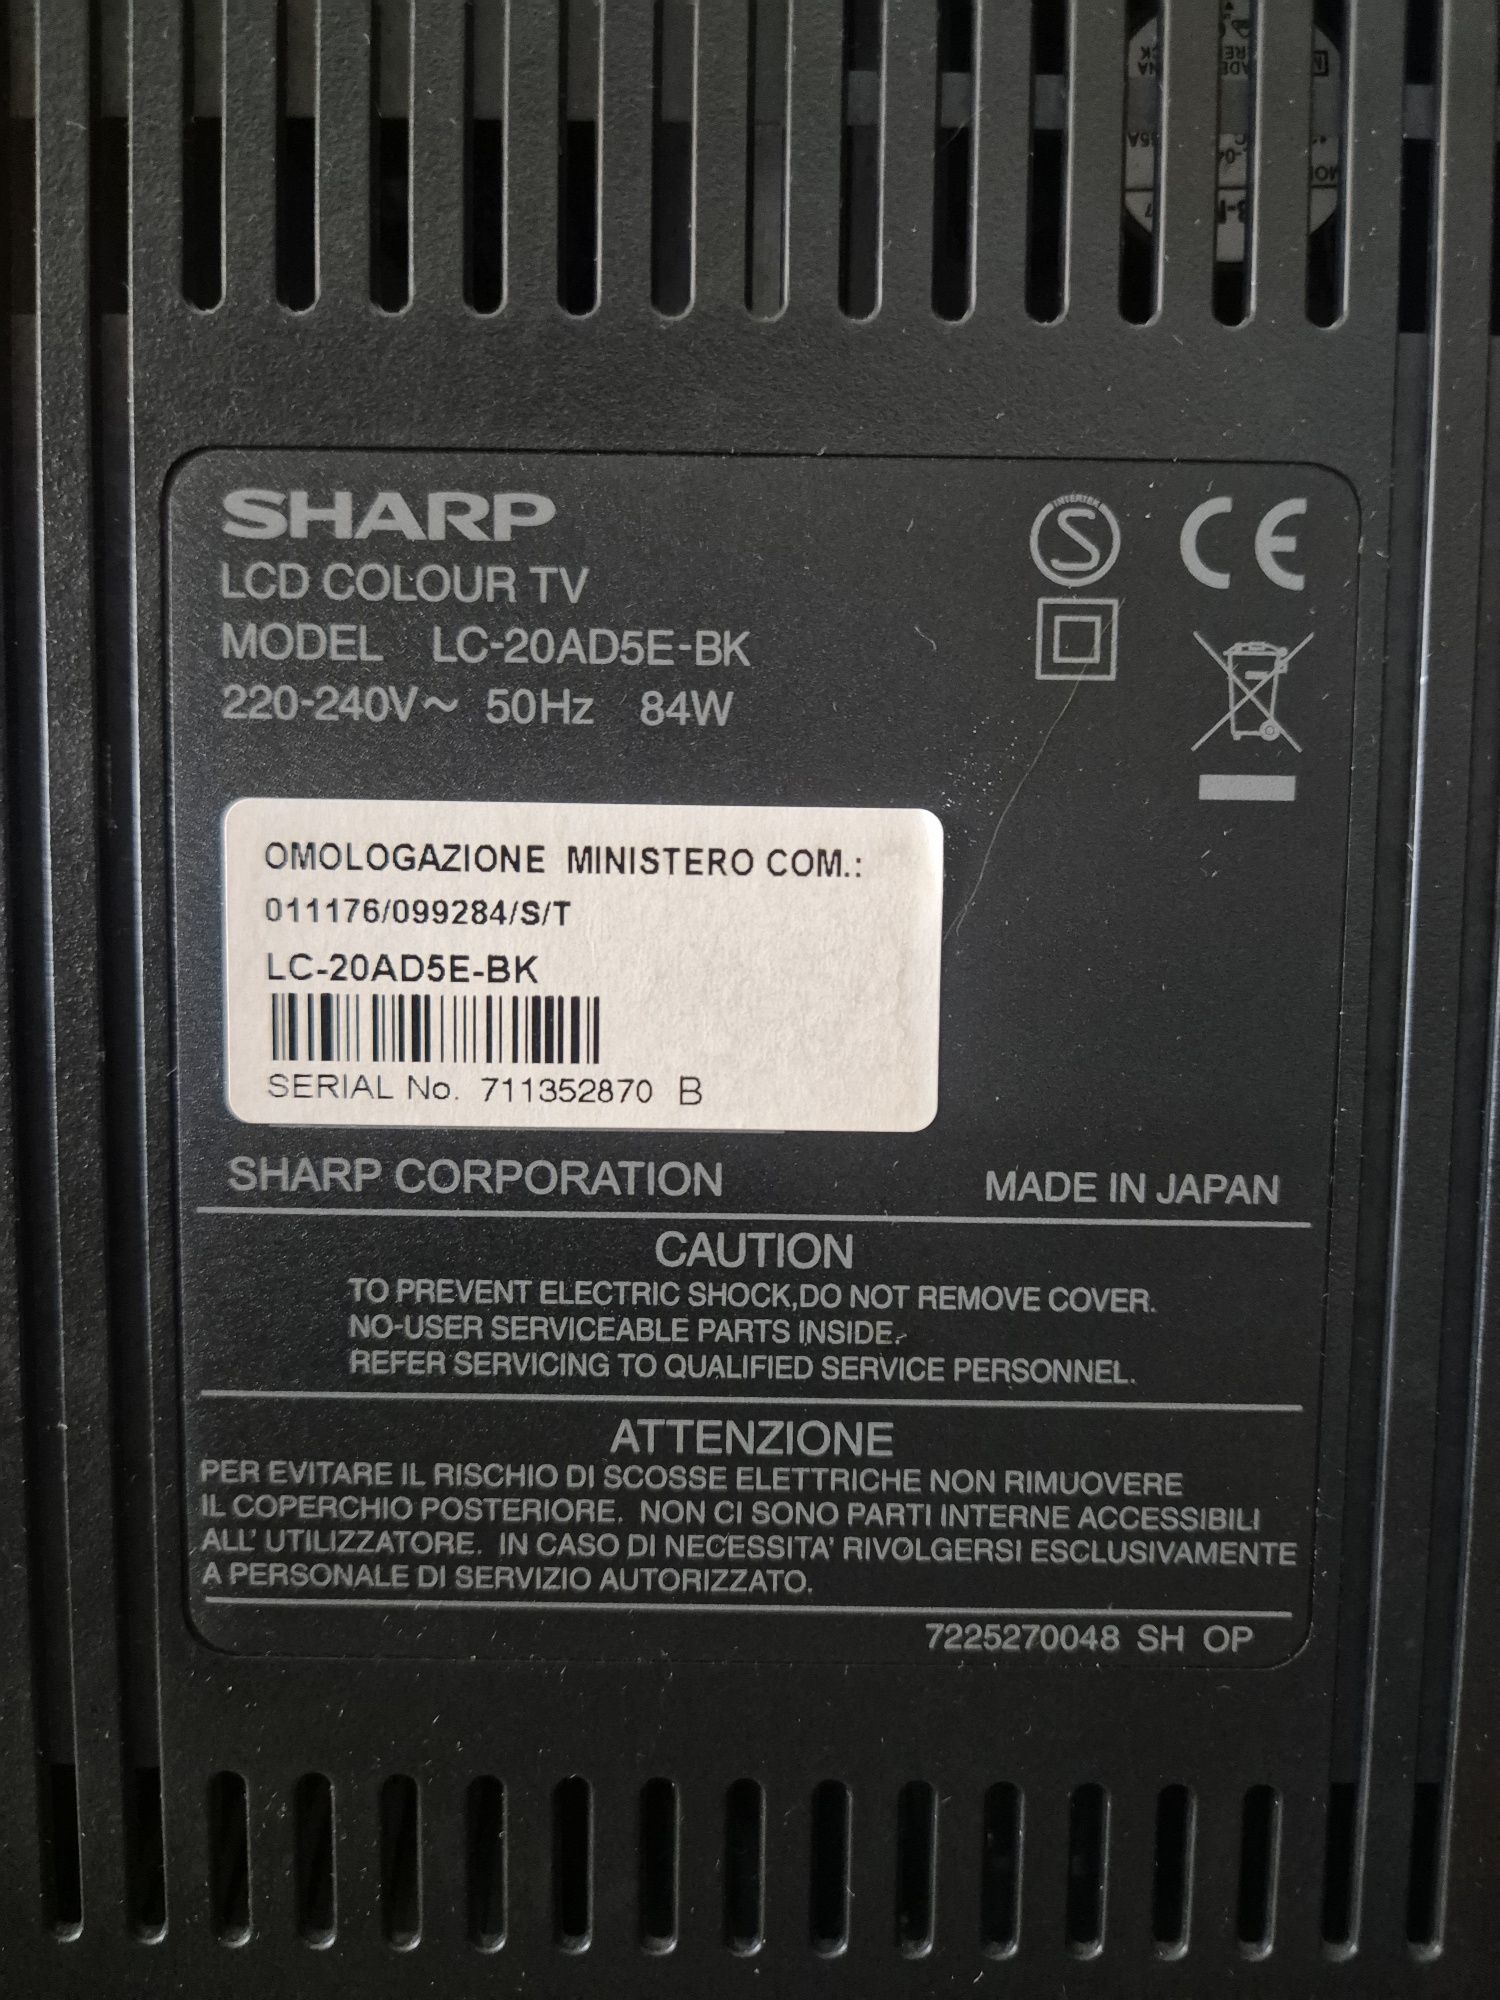 SHARP
LCD COLOUR TV
MODEL LC-20AD5E-BK
220-240V~ 50Hz 84W
INTERTEK
S
CE
OMOLOGAZIONE MINISTERO COM.:
011176/099284/S/T
LC-20AD5E-BK
SERIAL No. 711352870 B
SHARP CORPORATION MADE IN JAPAN
CAUTION
TO PREVENT ELECTRIC SHOCK,DO NOT REMOVE COVER.
NO-USER SERVICEABLE PARTS INSIDE.
REFER SERVICING TO QUALIFIED SERVICE PERSONNEL.
ATTENZIONE
PER EVITARE IL RISCHIO DI SCOSSE ELETTRICHE NON RIMUOVERE
IL COPERCHIO POSTERIORE. NON CI SONO PARTI INTERNE ACCESSIBILI
ALL' UTILIZZATORE. IN CASO DI NECESSITA' RIVOLGERSI ESCLUSIVAMENTE
A PERSONALE DI SERVIZIO AUTORIZZATO.
7225270048 SH OP